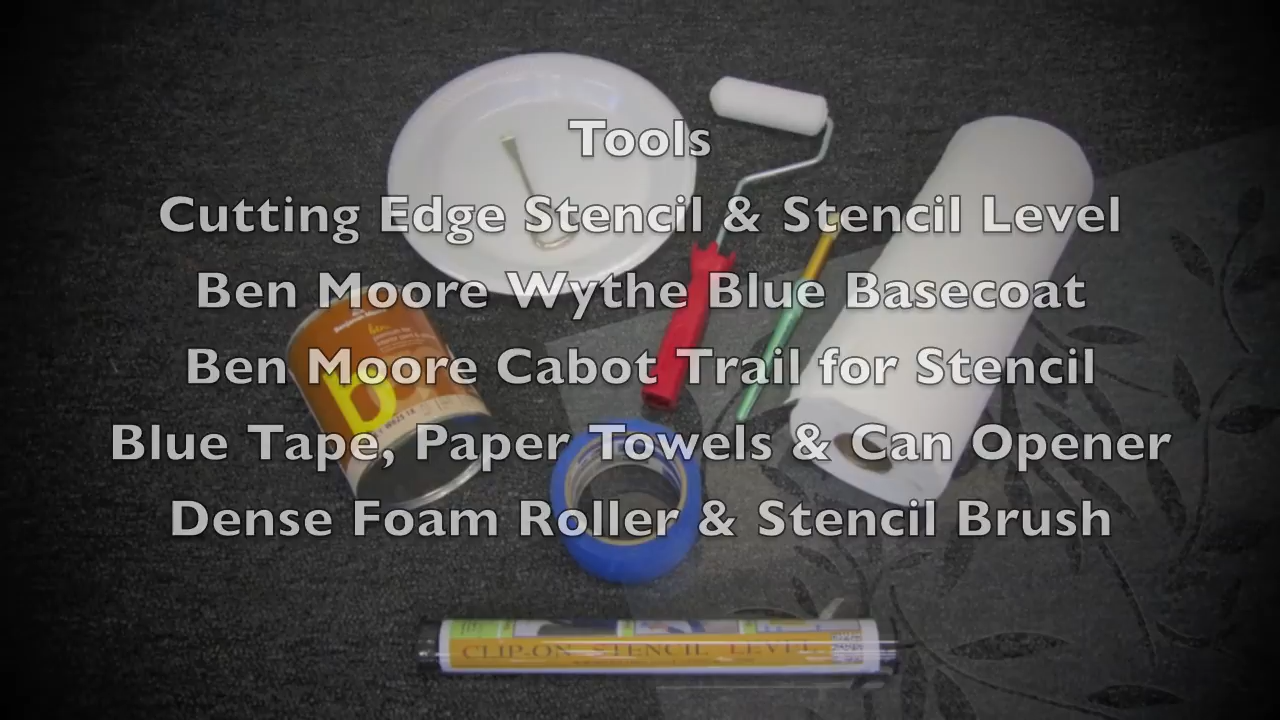 Tools
Cutting Edge Stencil & Stencil Level
Ben Moore Wythe Blue Basecoat
Ben Moore Cabot Trail for Stencil
Blue Tape, Paper Towels & Can Opener
Dense Foam Roller & Stencil Brush
ben
b
CLIP-ON STENCIL LEVEL